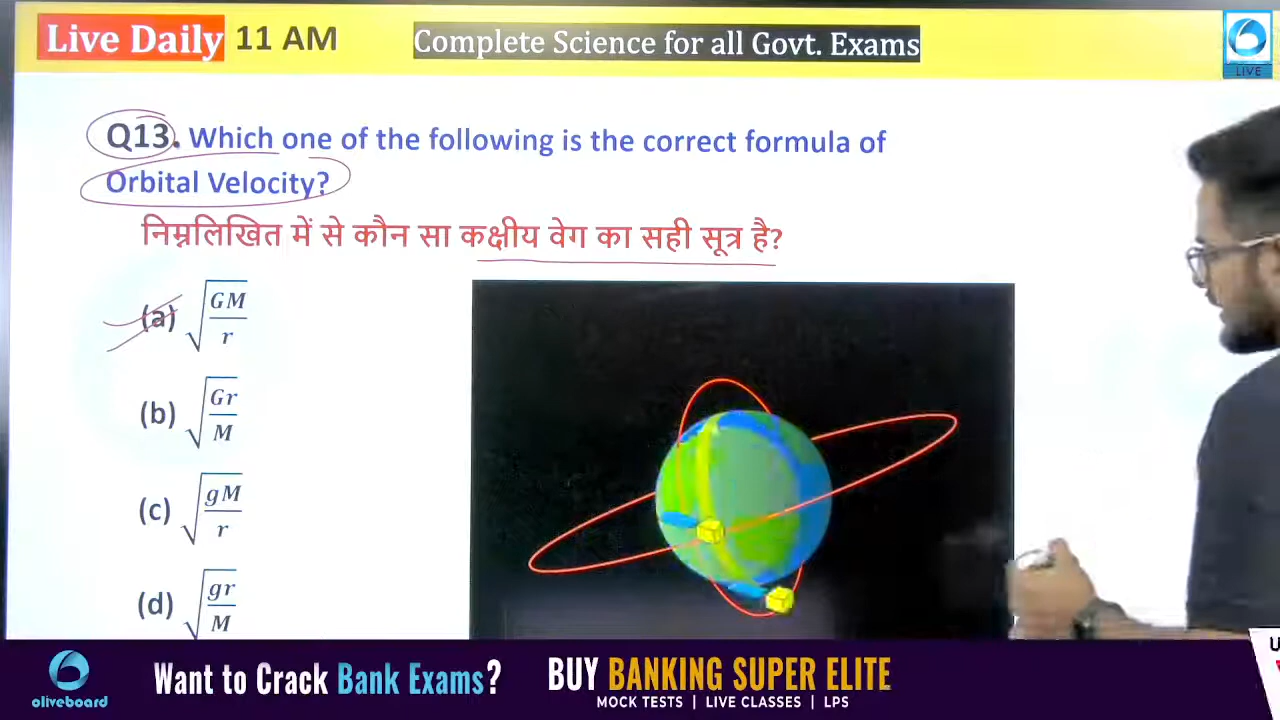 Live Daily 11 AM
Complete Science for all Govt. Exams
LIVE
Q13. Which one of the following is the correct formula of
Orbital Velocity?
निम्नलिखित में से कौन सा कक्षीय वेग का सही सूत्र है?
(a) √(GM/r)
(b) √(Gr/M)
(c) √(gM/r)
(d) √(gr/M)
oliveboard
Want to Crack Bank Exams?
BUY BANKING SUPER ELITE
MOCK TESTS | LIVE CLASSES | LPS